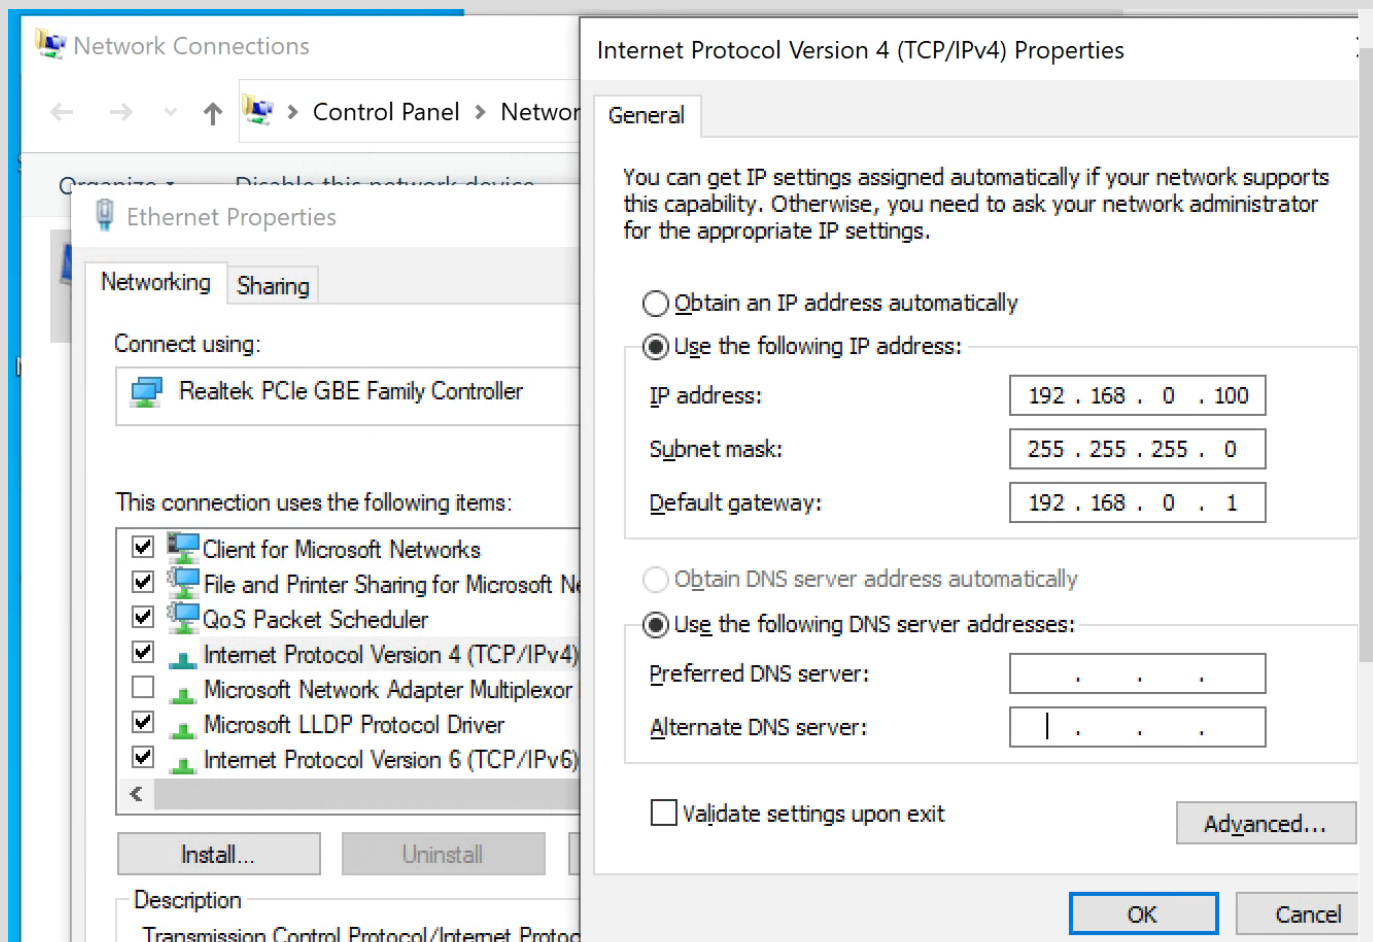 Network Connections
Control Panel
Ethernet Properties
Networking
Sharing
Connect using:
Realtek PCIe GBE Family Controller
This connection uses the following items:
Client for Microsoft Networks
File and Printer Sharing for Microsoft
QoS Packet Scheduler
Internet Protocol Version 4 (TCP/IPv4)
Microsoft Network Adapter Multiplexor
Microsoft LLDP Protocol Driver
Internet Protocol Version 6 (TCP/IPv6)
Install...
Uninstall
Description
Transmission Control Protocol/Internet
Internet Protocol Version 4 (TCP/IPv4) Properties
General
You can get IP settings assigned automatically if your network supports
this capability. Otherwise, you need to ask your network administrator
for the appropriate IP settings.
Obtain an IP address automatically
Use the following IP address:
IP address:
192 . 168 . 0 . 100
Subnet mask:
255 . 255 . 255 . 0
Default gateway:
192 . 168 . 0 . 1
Obtain DNS server address automatically
Use the following DNS server addresses:
Preferred DNS server:
. . .
Alternate DNS server:
. . .
Validate settings upon exit
Advanced...
OK
Cancel